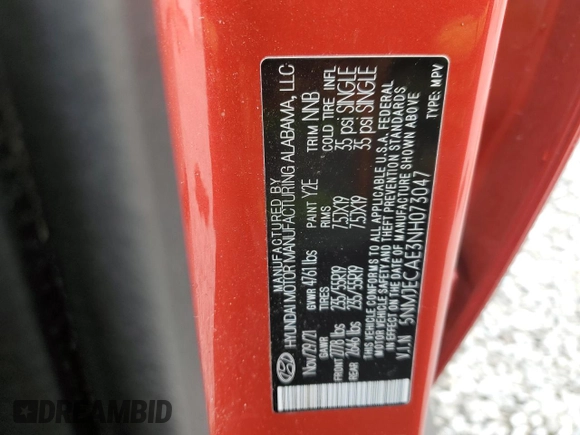 MANUFACTURED BY
HYUNDAI MOTOR MANUFACTURING ALABAMA, LLC
Nov/29/21 GVWR 4761lbs PAINT Y2E TRIM NNB
GAWR TIRES RIMS COLD TIRE INFL
FRONT 2778 lbs 235/55R19 7.5JX19 35 psi SINGLE
REAR 2646 lbs 235/55R19 7.5JX19 35 psi SINGLE
THIS VEHICLE CONFORMS TO ALL APPLICABLE U.S.A. FEDERAL
MOTOR VEHICLE SAFETY AND THEFT PREVENTION STANDARDS
IN EFFECT ON THE DATE OF MANUFACTURE SHOWN ABOVE
V.I.N 5NMJECAE3NH073047
TYPE: MPV
DREAMBID